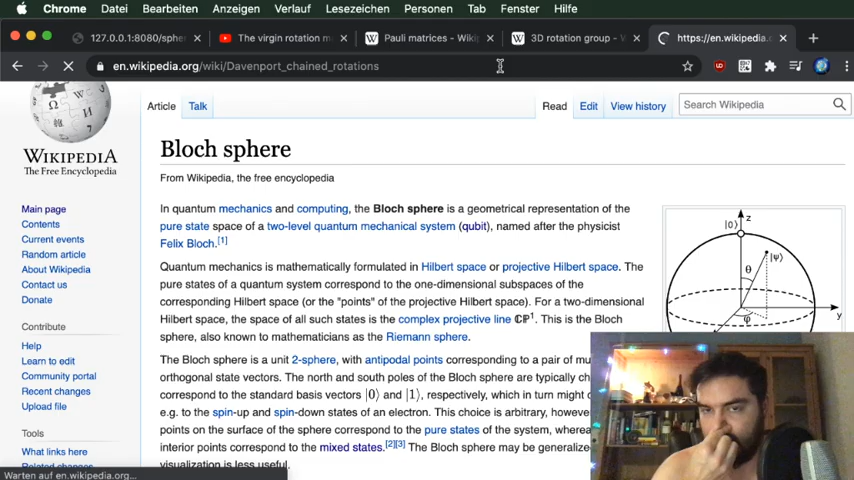 Chrome Datei Bearbeiten Anzeigen Verlauf Lesezeichen Personen Tab Fenster Hilfe
127.0.0.1:8080/sphe
The virgin rotation m
Pauli matrices - Wiki
3D rotation group - W
https://en.wikipedia.o
en.wikipedia.org/wiki/Davenport_chained_rotations
WIKIPEDIA
The Free Encyclopedia
Main page
Contents
Current events
Random article
About Wikipedia
Contact us
Donate
Contribute
Help
Learn to edit
Community portal
Recent changes
Upload file
Tools
What links here
Related changes
Article Talk Read Edit View history Search Wikipedia
Bloch sphere
From Wikipedia, the free encyclopedia
In quantum mechanics and computing, the Bloch sphere is a geometrical representation of the
pure state space of a two-level quantum mechanical system (qubit), named after the physicist
Felix Bloch.[1]
Quantum mechanics is mathematically formulated in Hilbert space or projective Hilbert space. The
pure states of a quantum system correspond to the one-dimensional subspaces of the
corresponding Hilbert space (or the "points" of the projective Hilbert space). For a two-dimensional
Hilbert space, the space of all such states is the complex projective line ℂℙ¹. This is the Bloch
sphere, also known to mathematicians as the Riemann sphere.
The Bloch sphere is a unit 2-sphere, with antipodal points corresponding to a pair of mu
orthogonal state vectors. The north and south poles of the Bloch sphere are typically ch
correspond to the standard basis vectors |0⟩ and |1⟩, respectively, which in turn might c
e.g. to the spin-up and spin-down states of an electron. This choice is arbitrary, howeve
points on the surface of the sphere correspond to the pure states of the system, wherea
interior points correspond to the mixed states.[2][3] The Bloch sphere may be generalize
visualization is less useful.
z
|0⟩
|ψ⟩
θ
φ
y
Warten auf en.wikipedia.org...